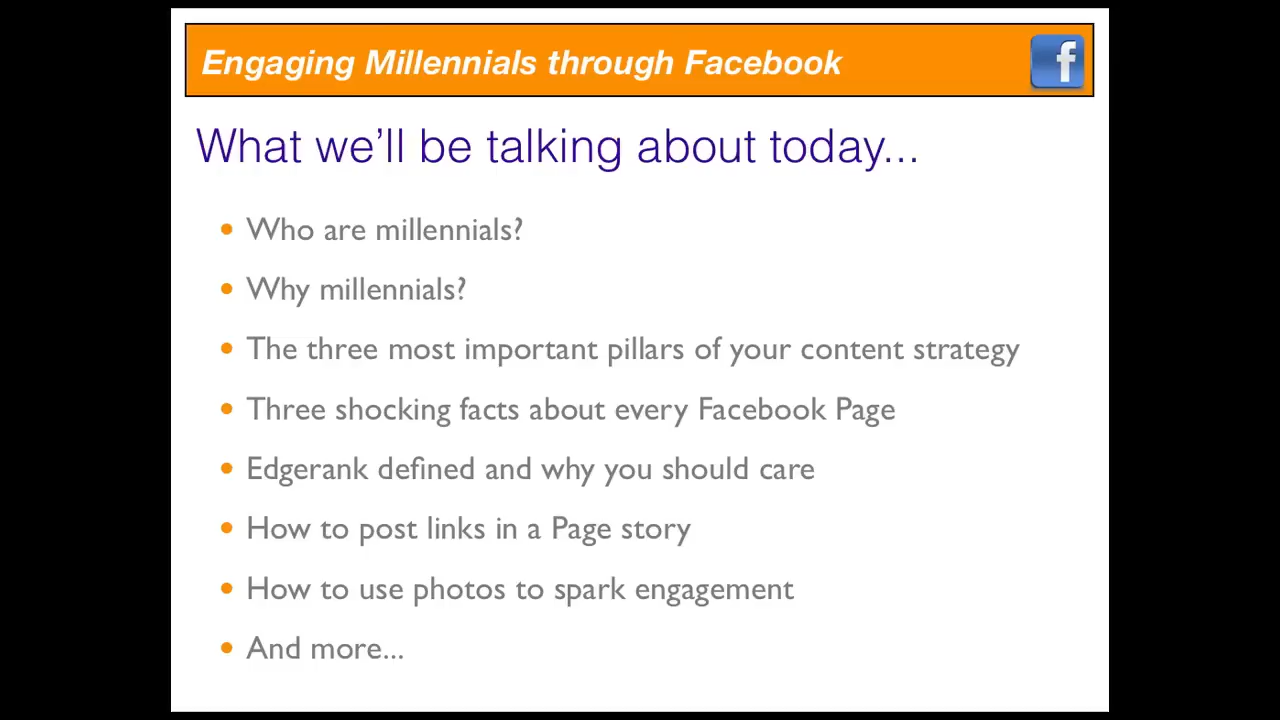 Engaging Millennials through Facebook
f
What we'll be talking about today...
• Who are millennials?
• Why millennials?
• The three most important pillars of your content strategy
• Three shocking facts about every Facebook Page
• Edgerank defined and why you should care
• How to post links in a Page story
• How to use photos to spark engagement
• And more...